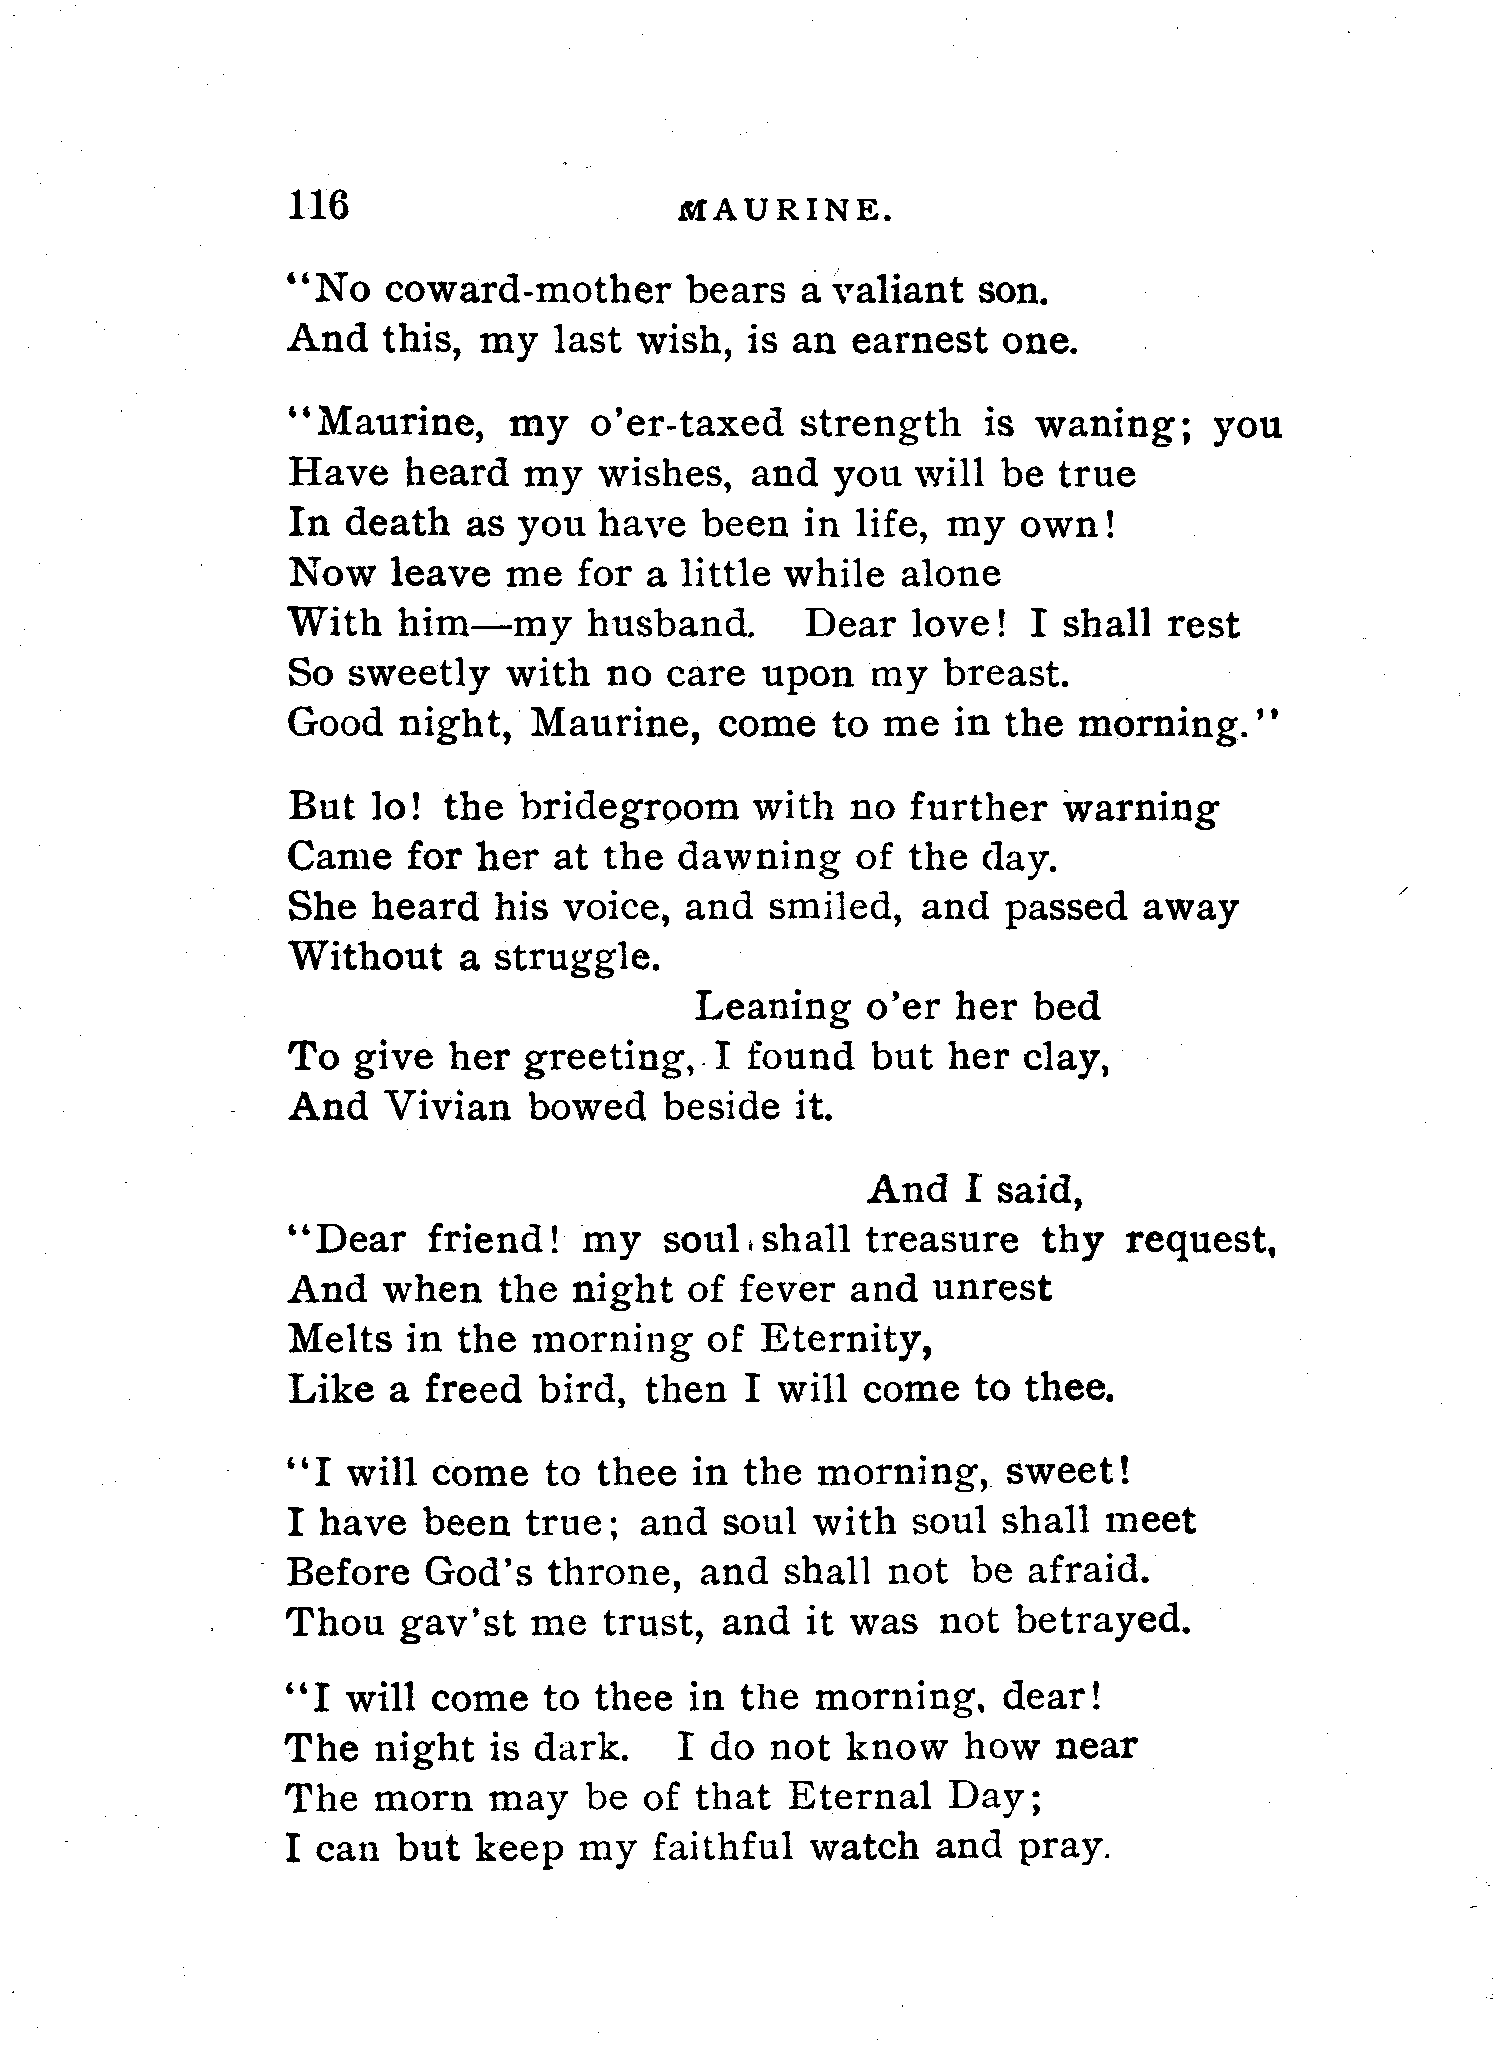 116 MAURINE.
“No coward-mother bears a valiant son.
And this, my last wish, is an earnest one.
“Maurine, my o’er-taxed strength is waning; you
Have heard my wishes, and you will be true
In death as you have been in life, my own!
Now leave me for a little while alone
With him—my husband. Dear love! I shall rest
So sweetly with no care upon my breast.
Good night, Maurine, come to me in the morning.”
But lo! the bridegroom with no further warning
Came for her at the dawning of the day.
She heard his voice, and smiled, and passed away
Without a struggle.
Leaning o’er her bed
To give her greeting, I found but her clay,
And Vivian bowed beside it.
And I said,
“Dear friend! my soul shall treasure thy request,
And when the night of fever and unrest
Melts in the morning of Eternity,
Like a freed bird, then I will come to thee.
“I will come to thee in the morning, sweet!
I have been true; and soul with soul shall meet
Before God’s throne, and shall not be afraid.
Thou gav’st me trust, and it was not betrayed.
“I will come to thee in the morning, dear!
The night is dark. I do not know how near
The morn may be of that Eternal Day;
I can but keep my faithful watch and pray.